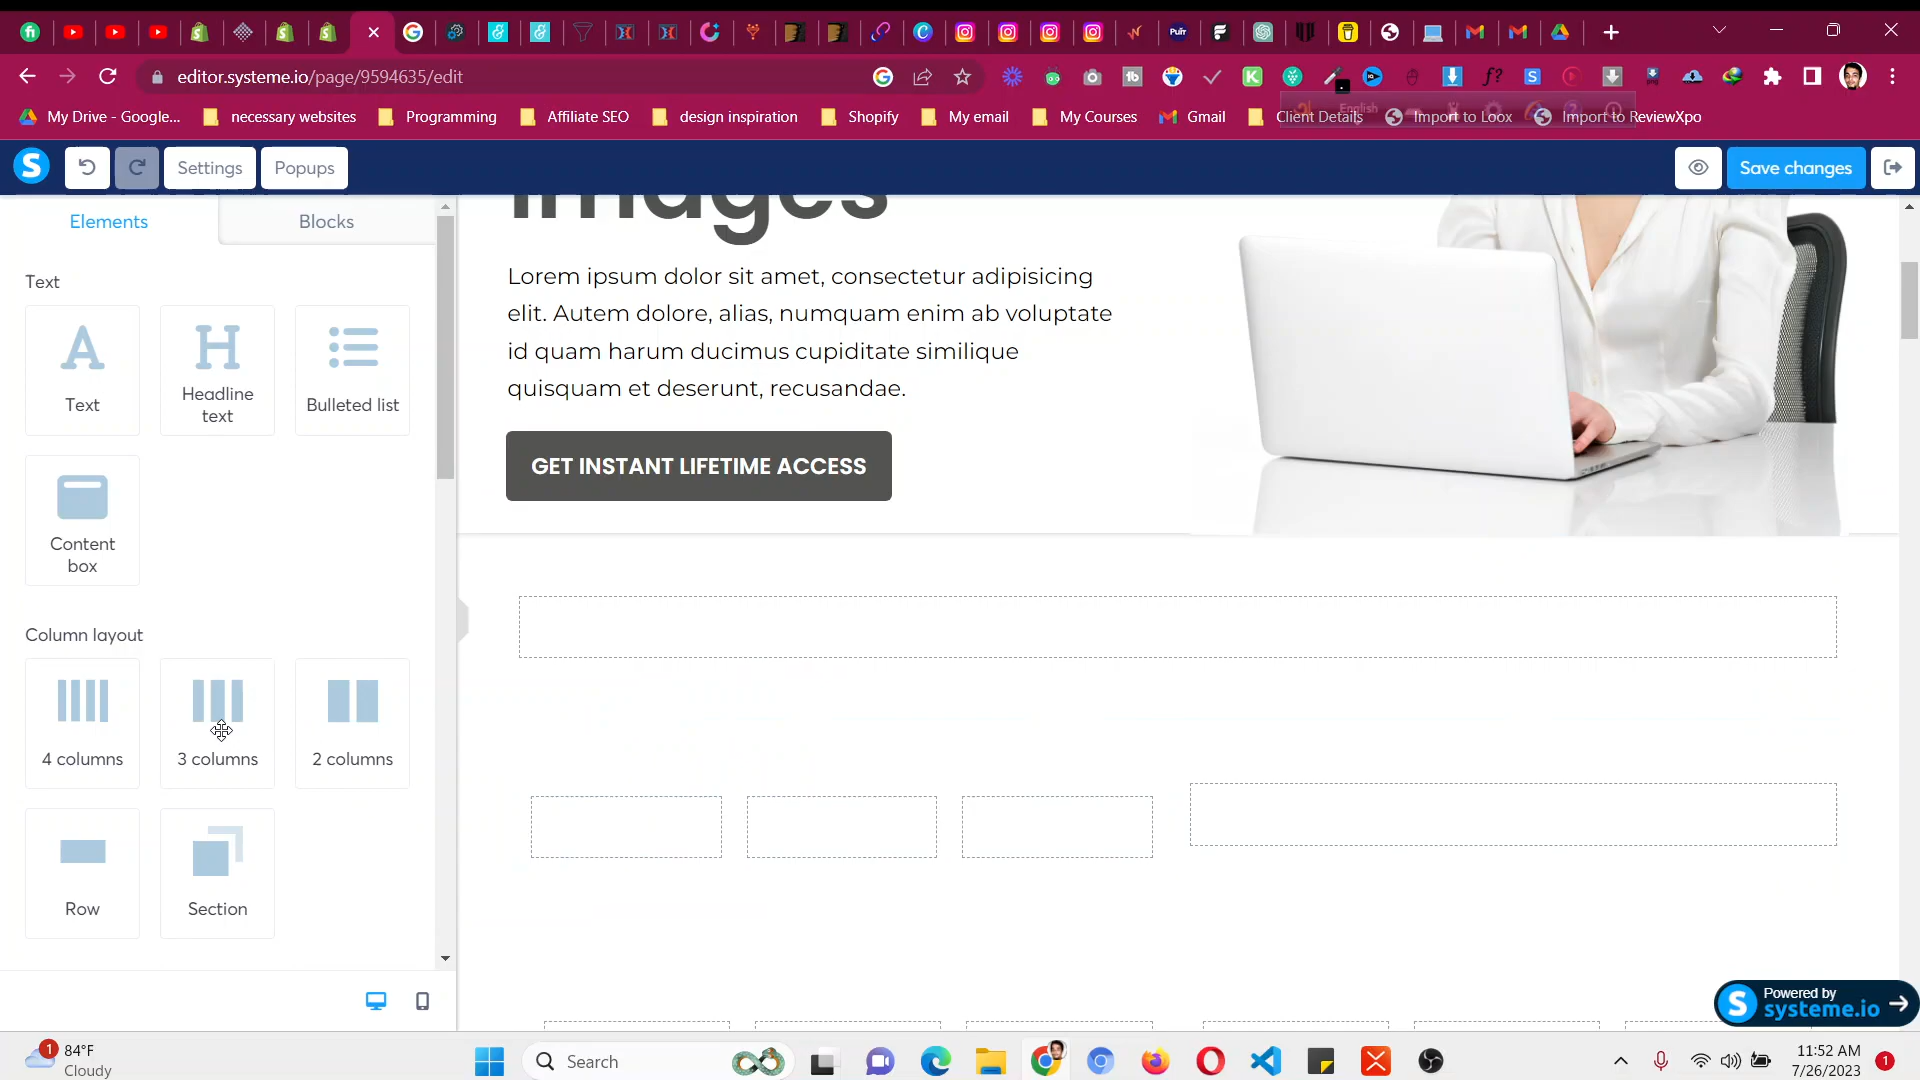 editor.systeme.io/page/9594635/edit
My Drive - Google...
necessary websites
Programming
Affiliate SEO
design inspiration
Shopify
My email
My Courses
Gmail
Client Details
Import to Loox
Import to ReviewXpo
English
Settings
Popups
Save changes
Elements
Blocks
Images
Text
Text
Headline text
Bulleted list
Content box
Lorem ipsum dolor sit amet, consectetur adipisicing
elit. Autem dolore, alias, numquam enim ab voluptate
id quam harum ducimus cupiditate similique
quisquam et deserunt, recusandae.
GET INSTANT LIFETIME ACCESS
Column layout
4 columns
3 columns
2 columns
Row
Section
Powered by
systeme.io
1
84°F
Cloudy
Search
11:52 AM
7/26/2023
1